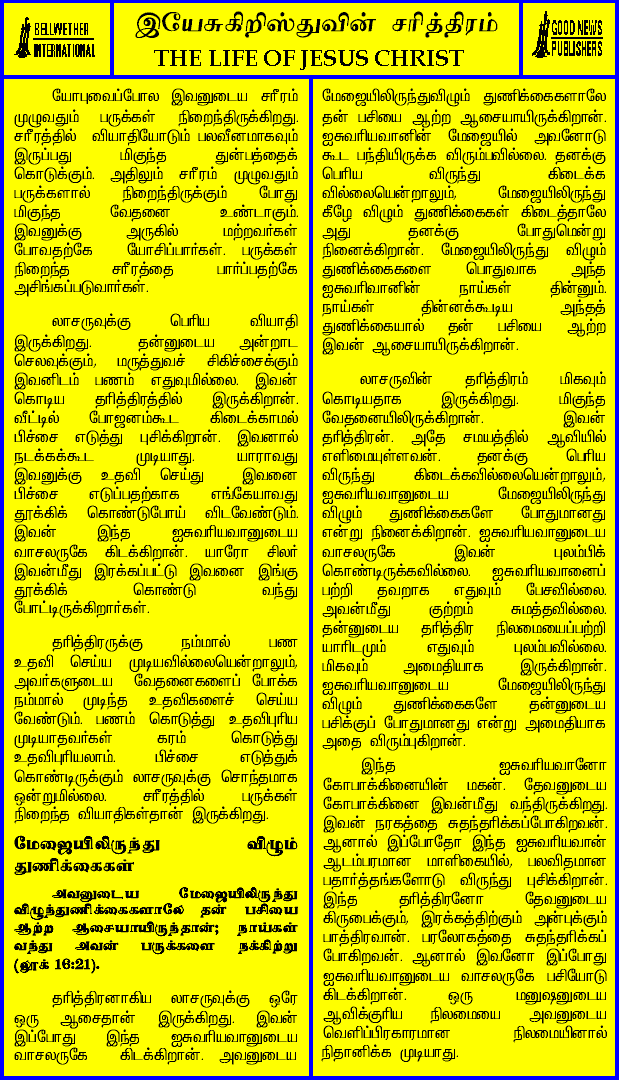 BELLWETHER
INTERNATIONAL
இயேசுகிறிஸ்துவின் சரித்திரம்
THE LIFE OF JESUS CHRIST
GOOD NEWS
PUBLISHERS
யோபுவைப்போல இவனுடைய சரீரம்
முழுவதும் பருக்கள் நிறைந்திருக்கிறது.
சரீரத்தில் வியாதியோடும் பலவீனமாகவும்
இருப்பது மிகுந்த துன்பத்தைக்
கொடுக்கும். அதிலும் சரீரம் முழுவதும்
பருக்களால் நிறைந்திருக்கும் போது
மிகுந்த வேதனை உண்டாகும்.
இவனுக்கு அருகில் மற்றவர்கள்
போவதற்கே யோசிப்பார்கள். பருக்கள்
நிறைந்த சரீரத்தை பார்ப்பதற்கே
அசிங்கப்படுவார்கள்.
லாசருவுக்கு பெரிய வியாதி
இருக்கிறது. தன்னுடைய அன்றாட
செலவுக்கும், மருத்துவச் சிகிச்சைக்கும்
இவனிடம் பணம் எதுவுமில்லை. இவன்
கொடிய தரித்திரத்தில் இருக்கிறான்.
வீட்டில் போஜனம்கூட கிடைக்காமல்
பிச்சை எடுத்து புசிக்கிறான். இவனால்
நடக்கக்கூட முடியாது. யாராவது
இவனுக்கு உதவி செய்து இவனை
பிச்சை எடுப்பதற்காக எங்கேயாவது
தூக்கிக் கொண்டுபோய் விடவேண்டும்.
இவன் இந்த ஐசுவரியவானுடைய
வாசலருகே கிடக்கிறான். யாரோ சிலர்
இவன்மீது இரக்கப்பட்டு இவனை இங்கு
தூக்கிக் கொண்டு வந்து
போட்டிருக்கிறார்கள்.
தரித்திரருக்கு நம்மால் பண
உதவி செய்ய முடியவில்லையென்றாலும்,
அவர்களுடைய வேதனைகளைப் போக்க
நம்மால் முடிந்த உதவிகளைச் செய்ய
வேண்டும். பணம் கொடுத்து உதவிபுரிய
முடியாதவர்கள் கரம் கொடுத்து
உதவிபுரியலாம். பிச்சை எடுத்துக்
கொண்டிருக்கும் லாசருவுக்கு சொந்தமாக
ஒன்றுமில்லை. சரீரத்தில் பருக்கள்
நிறைந்த வியாதிகள்தான் இருக்கிறது.
மேஜையிலிருந்து விழும்
துணிக்கைகள்
அவனுடைய மேஜையிலிருந்து
விழுந்துணிக்கைகளாலே தன் பசியை
ஆற்ற ஆசையாயிருந்தான்; நாய்கள்
வந்து அவன் பருக்களை நக்கிற்று
(லூக் 16:21).
தரித்திரனாகிய லாசருவுக்கு ஒரே
ஒரு ஆசைதான் இருக்கிறது. இவன்
இப்போது இந்த ஐசுவரியவானுடைய
வாசலருகே கிடக்கிறான். அவனுடைய
மேஜையிலிருந்துவிழும் துணிக்கைகளாலே
தன் பசியை ஆற்ற ஆசையாயிருக்கிறான்.
ஐசுவரியவானின் மேஜையில் அவனோடு
கூட பந்தியிருக்க விரும்பவில்லை. தனக்கு
பெரிய விருந்து கிடைக்க
வில்லையென்றாலும், மேஜையிலிருந்து
கீழே விழும் துணிக்கைகள் கிடைத்தாலே
அது தனக்கு போதுமென்று
நினைக்கிறான். மேஜையிலிருந்து விழும்
துணிக்கைகளை பொதுவாக அந்த
ஐசுவரிவானின் நாய்கள் தின்னும்.
நாய்கள் தின்னக்கூடிய அந்தத்
துணிக்கையால் தன் பசியை ஆற்ற
இவன் ஆசையாயிருக்கிறான்.
லாசருவின் தரித்திரம் மிகவும்
கொடியதாக இருக்கிறது. மிகுந்த
வேதனையிலிருக்கிறான். இவன்
தரித்திரன். அதே சமயத்தில் ஆவியில்
எளிமையுள்ளவன். தனக்கு பெரிய
விருந்து கிடைக்கவில்லையென்றாலும்,
ஐசுவரியவானுடைய மேஜையிலிருந்து
விழும் துணிக்கைகளே போதுமானது
என்று நினைக்கிறான். ஐசுவரியவானுடைய
வாசலருகே இவன் புலம்பிக்
கொண்டிருக்கவில்லை. ஐசுவரியவானைப்
பற்றி தவறாக எதுவும் பேசவில்லை.
அவன்மீது குற்றம் சுமத்தவில்லை.
தன்னுடைய தரித்திர நிலமையைப்பற்றி
யாரிடமும் எதுவும் புலம்பவில்லை.
மிகவும் அமைதியாக இருக்கிறான்.
ஐசுவரியவானுடைய மேஜையிலிருந்து
விழும் துணிக்கைகளே தன்னுடைய
பசிக்குப் போதுமானது என்று அமைதியாக
அதை விரும்புகிறான்.
இந்த ஐசுவரியவானோ
கோபாக்கினையின் மகன். தேவனுடைய
கோபாக்கினை இவன்மீது வந்திருக்கிறது.
இவன் நரகத்தை சுதந்தரிக்கப்போகிறவன்.
ஆனால் இப்போதோ இந்த ஐசுவரியவான்
ஆடம்பரமான மாளிகையில், பலவிதமான
பதார்த்தங்களோடு விருந்து புசிக்கிறான்.
இந்த தரித்திரனோ தேவனுடைய
கிருபைக்கும், இரக்கத்திற்கும் அன்புக்கும்
பாத்திரவான். பரலோகத்தை சுதந்தரிக்கப்
போகிறவன். ஆனால் இவனோ இப்போது
ஐசுவரியவானுடைய வாசலருகே பசியோடு
கிடக்கிறான். ஒரு மனுஷனுடைய
ஆவிக்குரிய நிலமையை அவனுடைய
வெளிப்பிரகாரமான நிலமையினால்
நிதானிக்க முடியாது.